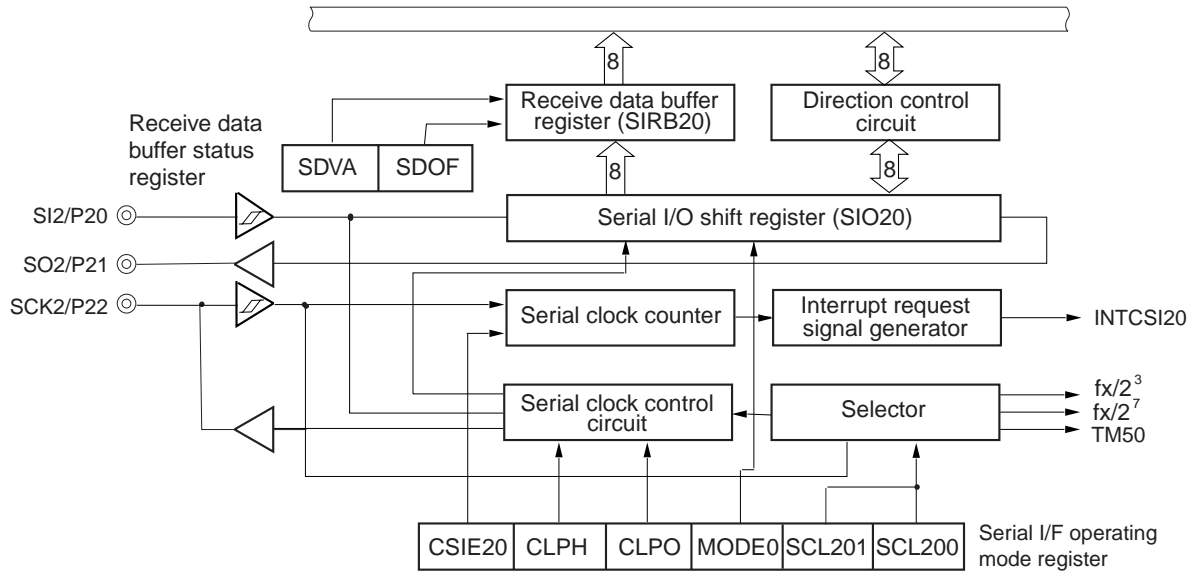 8
8
Receive data buffer
register (SIRB20)
Direction control
circuit
Receive data
buffer status
register
SDVA
SDOF
8
8
SI2/P20
Serial I/O shift register (SIO20)
SO2/P21
SCK2/P22
Serial clock counter
Interrupt request
signal generator
INTCSI20
Serial clock control
circuit
Selector
fx/2³
fx/2⁷
TM50
CSIE20
CLPH
CLPO
MODE0
SCL201
SCL200
Serial I/F operating
mode register